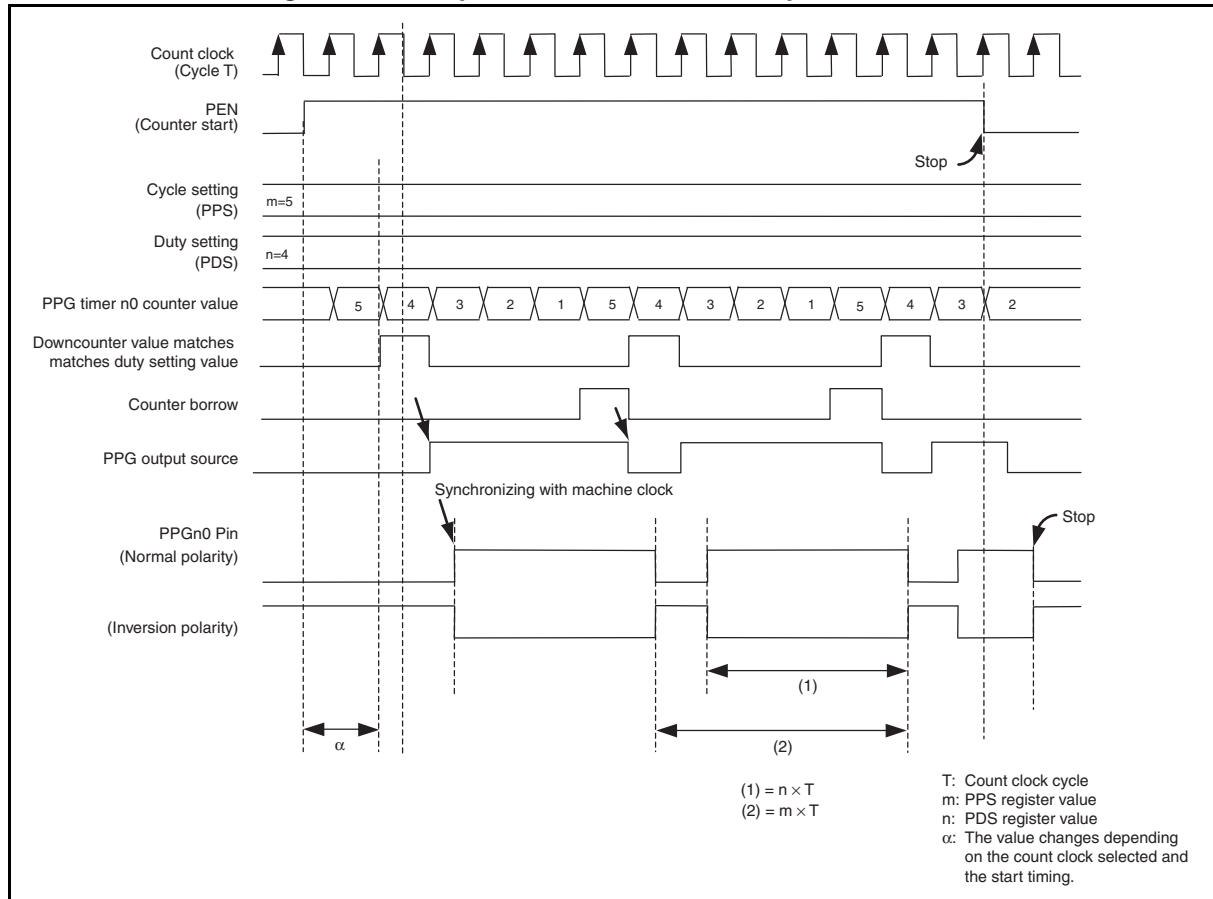 Count clock
(Cycle T)
PEN
(Counter start)
Stop
Cycle setting
(PPS)
m=5
Duty setting
(PDS)
n=4
PPG timer n0 counter value
5 4 3 2 1 5 4 3 2 1 5 4 3 2
Downcounter value matches
matches duty setting value
Counter borrow
PPG output source
Synchronizing with machine clock
PPGn0 Pin
(Normal polarity)
Stop
(Inversion polarity)
(1)
α
(2)
(1) = n × T
(2) = m × T
T: Count clock cycle
m: PPS register value
n: PDS register value
α: The value changes depending
on the count clock selected and
the start timing.